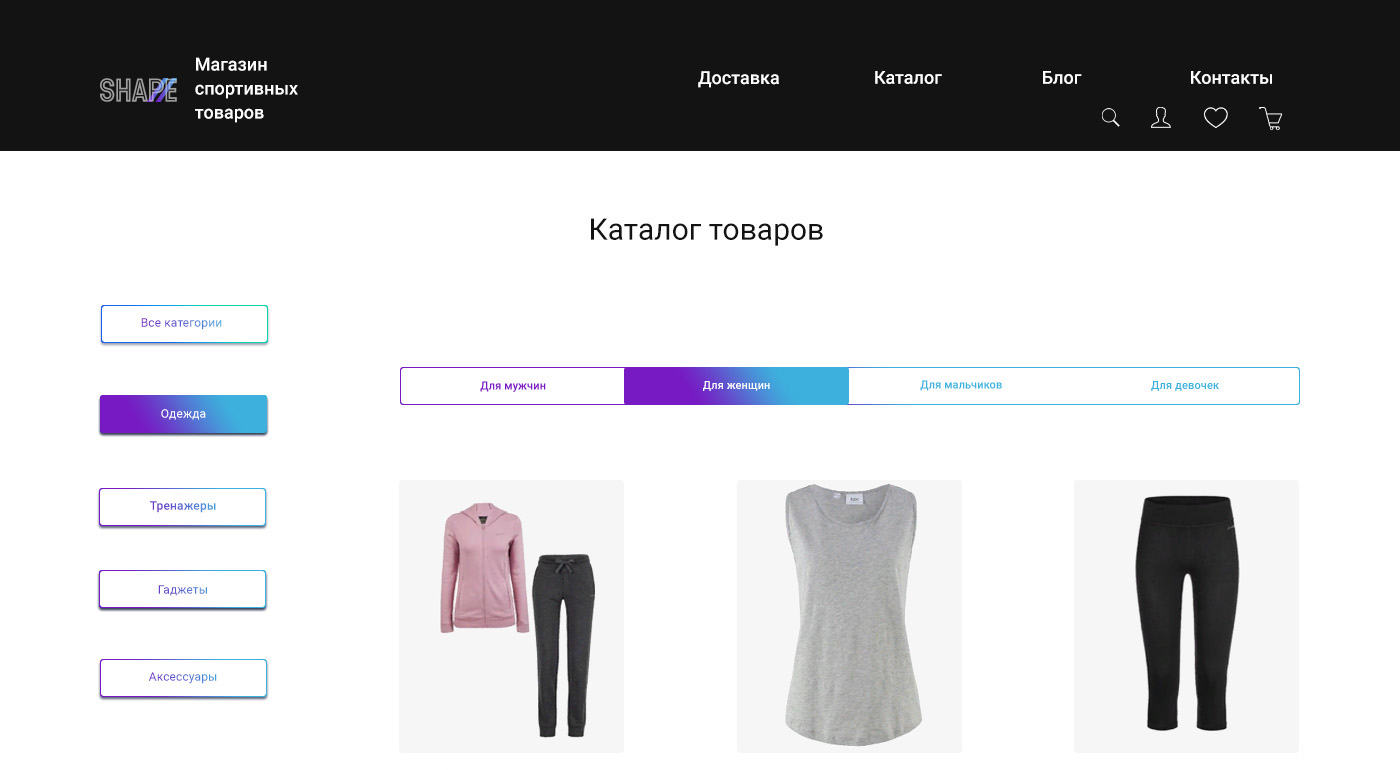 SHAPE
Магазин
спортивных
товаров
Доставка
Каталог
Блог
Контакты
Каталог товаров
Все категории
Одежда
Тренажеры
Гаджеты
Аксессуары
Для мужчин
Для женщин
Для мальчиков
Для девочек